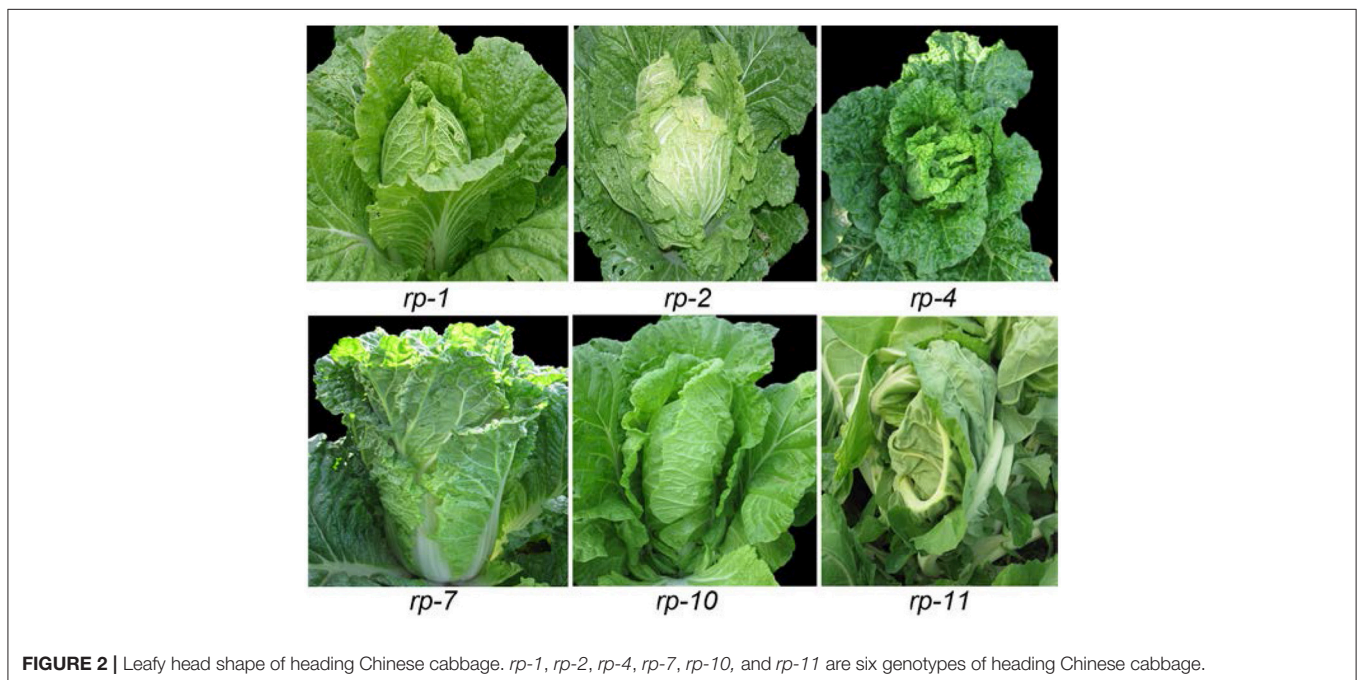 rp-1 rp-2 rp-4
rp-7 rp-10 rp-11
FIGURE 2 | Leafy head shape of heading Chinese cabbage. rp-1, rp-2, rp-4, rp-7, rp-10, and rp-11 are six genotypes of heading Chinese cabbage.